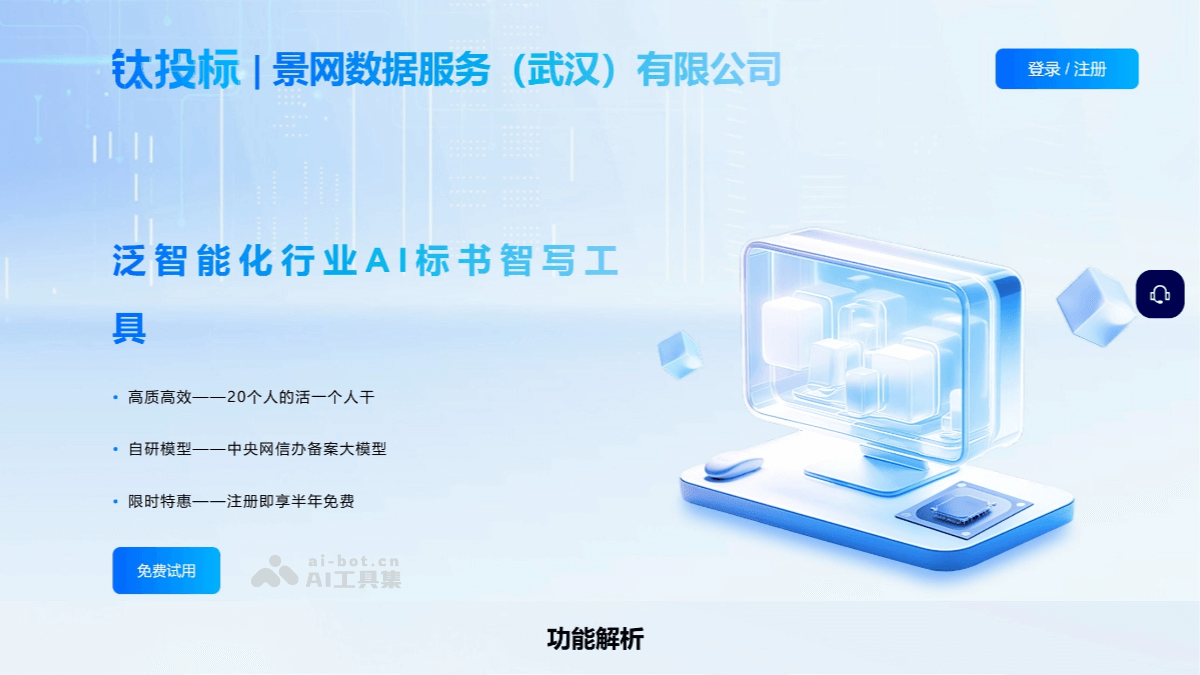 钛投标 | 景网数据服务（武汉）有限公司
登录 / 注册
泛智能化行业AI标书智写工
具
• 高质高效——20个人的活一个人干
• 自研模型——中央网信办备案大模型
• 限时特惠——注册即享半年免费
免费试用
ai-bot.cn
AI工具集
功能解析